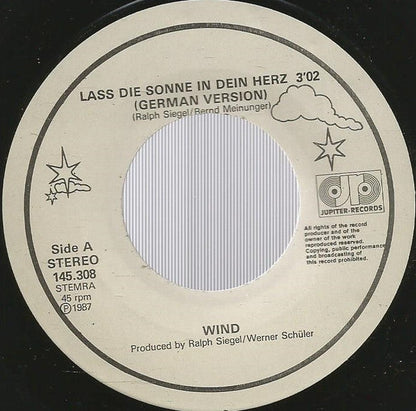 LASS DIE SONNE IN DEIN HERZ 3'02
(GERMAN VERSION)
(Ralph Siegel/Bernd Meinunger)
JUPITER-RECORDS
All rights of the record
producer and of the
owner of the work
reproduced reserved.
Copying, public performance
and broadcasting of
this record prohibited.
Side A
STEREO
145.308
STEMRA
45 rpm
Ⓟ 1987
WIND
Produced by Ralph Siegel/Werner Schüler